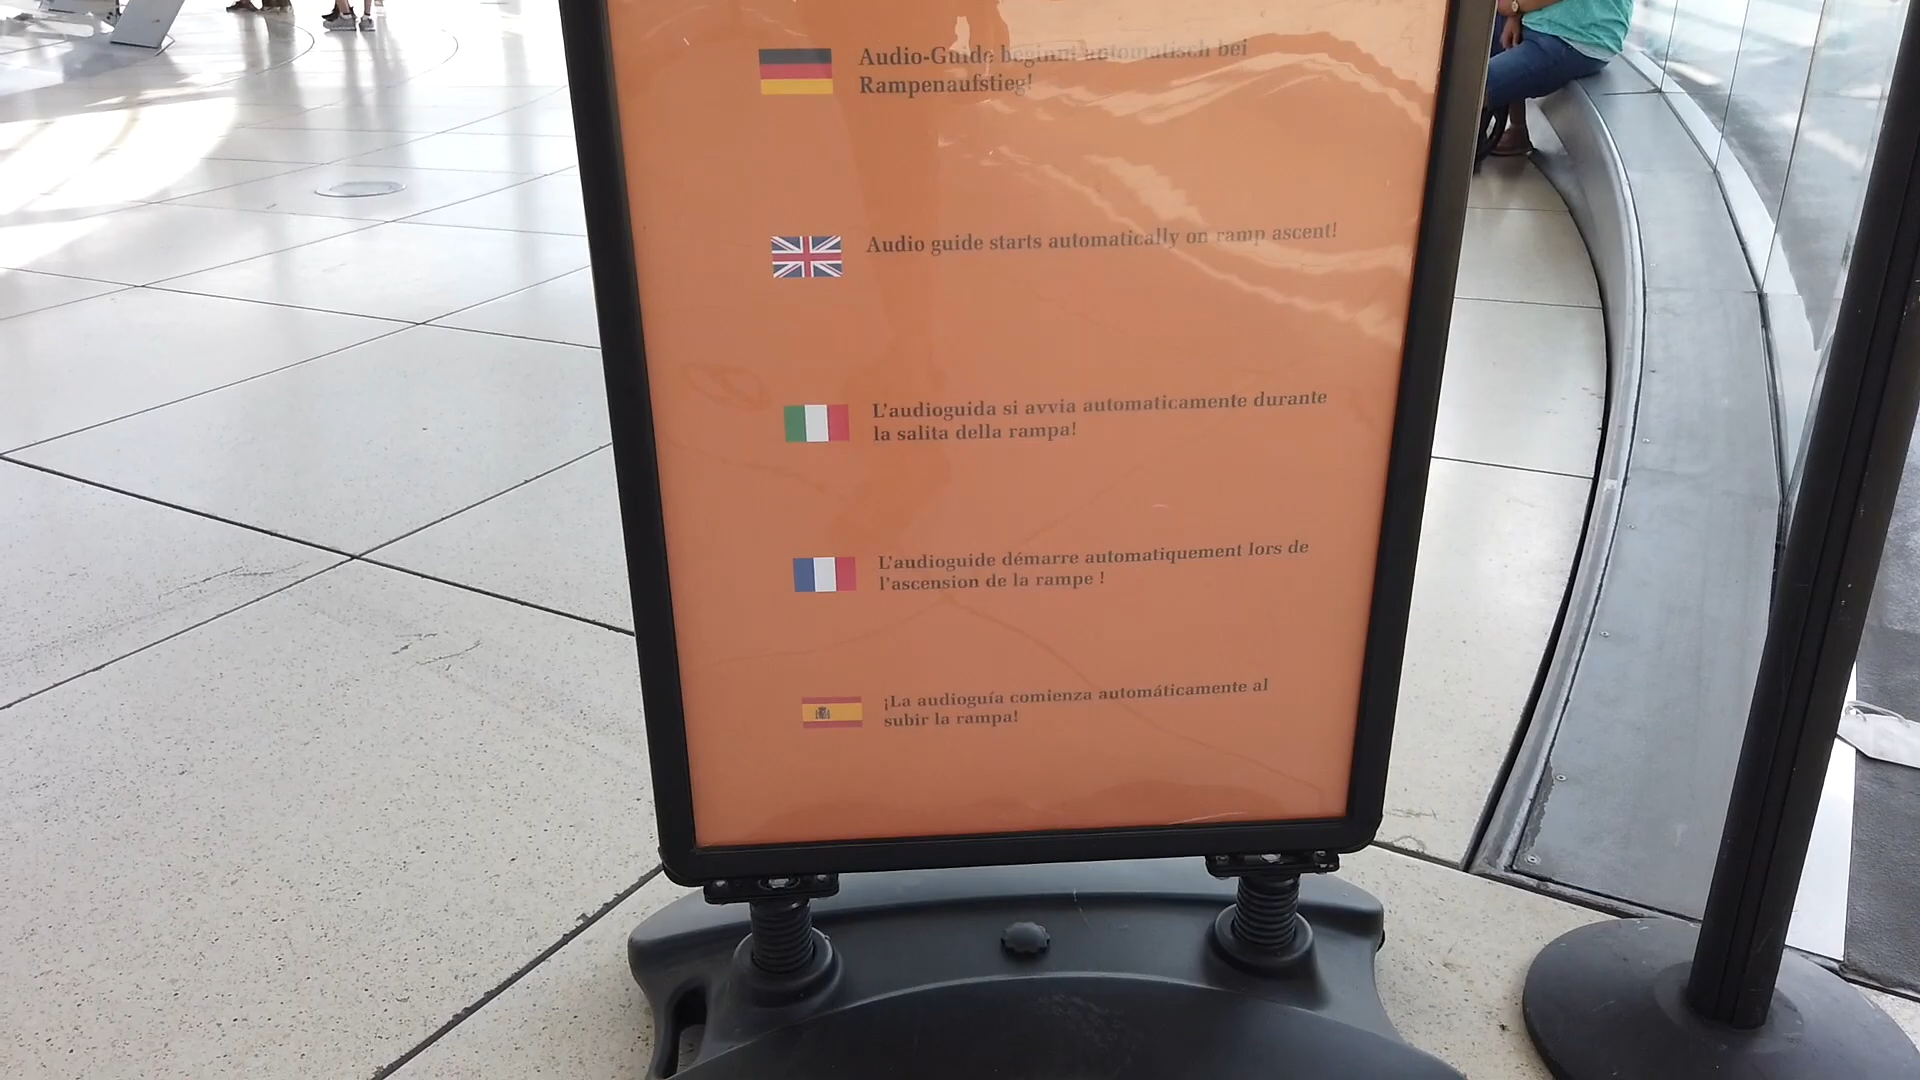 Audio-Guide beginnt automatisch bei
Rampenaufstieg!
Audio guide starts automatically on ramp ascent!
L'audioguida si avvia automaticamente durante
la salita della rampa!
L'audioguide démarre automatiquement lors de
l'ascension de la rampe !
¡La audioguía comienza automáticamente al
subir la rampa!